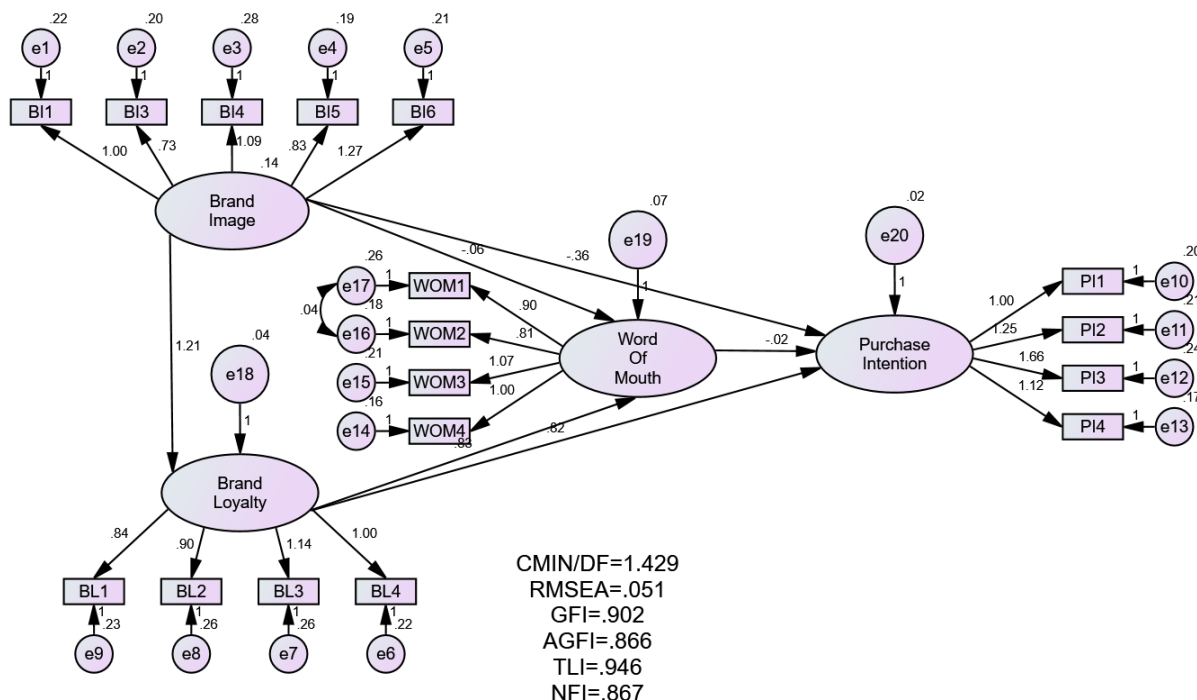 .22 .20 .28 .19 .21
e1 e2 e3 e4 e5
1 1 1 1 1
BI1 BI3 BI4 BI5 BI6
1.00 .73 1.09 .83 1.27
.14
Brand
Image
.07
e19
1
.02
e20
1
-.06
-.36
.26
e17 1 WOM1
.18
.04
e16 1 WOM2
.21
e15 1 WOM3
.16
e14 1 WOM4
.90
.81
1.07
1.00
Word
Of
Mouth
-.02
Purchase
Intention
.20
1.00 PI1 1 e10
.21
1.25 PI2 1 e11
.24
1.66 PI3 1 e12
.17
1.12 PI4 1 e13
1.21
.04
e18
1
.83
.82
Brand
Loyalty
.84 .90 1.14 1.00
BL1 BL2 BL3 BL4
1 1 1 1
.23 .26 .26 .22
e9 e8 e7 e6
CMIN/DF=1.429
RMSEA=.051
GFI=.902
AGFI=.866
TLI=.946
NFI=.867